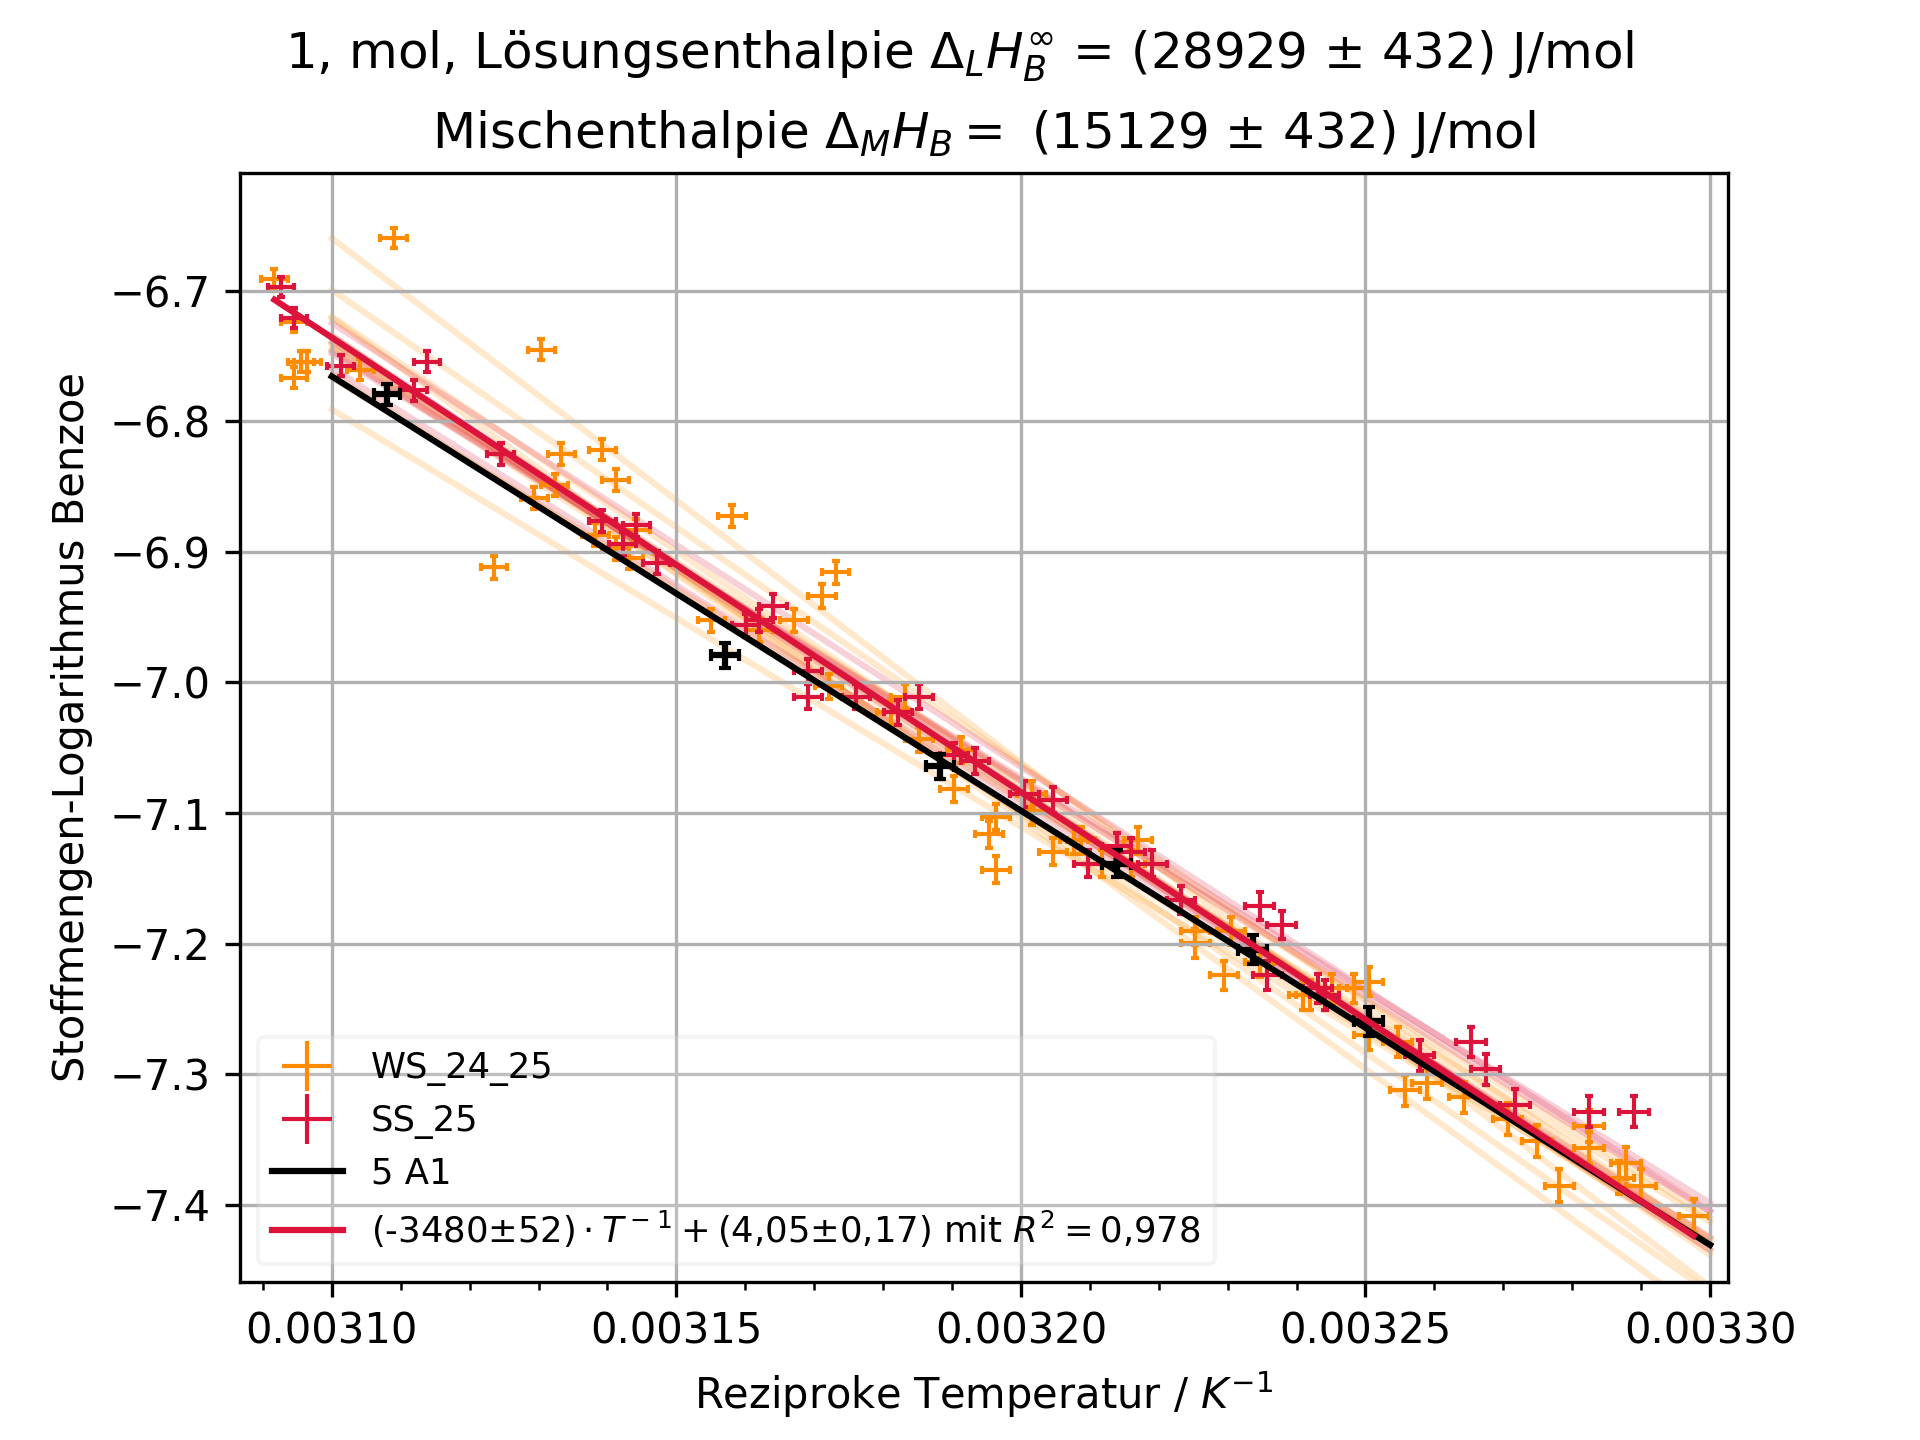 1, mol, Lösungsenthalpie Δ_L H_B^∞ = (28929 ± 432) J/mol
Mischenthalpie Δ_M H_B = (15129 ± 432) J/mol
Stoffmengen-Logarithmus Benzoe
−6.7
−6.8
−6.9
−7.0
−7.1
−7.2
−7.3
−7.4
WS_24_25
SS_25
5 A1
(-3480±52) · T^{−1} + (4,05±0,17) mit R² = 0,978
0.00310 0.00315 0.00320 0.00325 0.00330
Reziproke Temperatur / K^{−1}